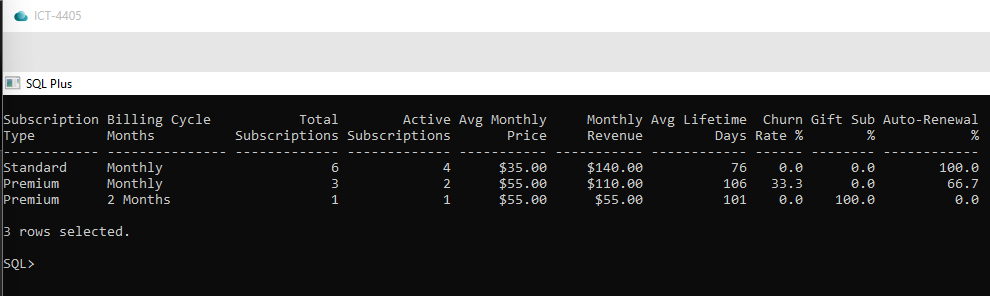 ICT-4405
SQL Plus
Subscription Billing Cycle Total Active Avg Monthly Monthly Avg Lifetime Churn Gift Sub Auto-Renewal
Type Months Subscriptions Subscriptions Price Revenue Days Rate % % %
------------ --------------- ------------- ------------- ----------- ----------- ------------ ------ -------- ------------
Standard Monthly 6 4 $35.00 $140.00 76 0.0 0.0 100.0
Premium Monthly 3 2 $55.00 $110.00 106 33.3 0.0 66.7
Premium 2 Months 1 1 $55.00 $55.00 101 0.0 100.0 0.0
3 rows selected.
SQL>